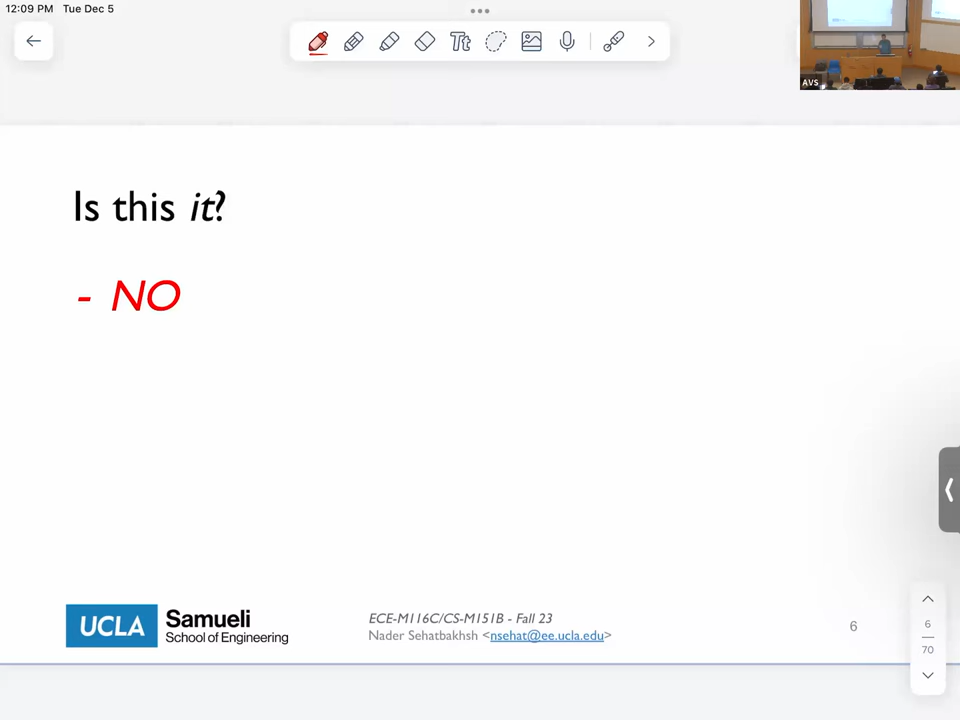 12:09 PM Tue Dec 5
Tt
AVS
Is this it?
- NO
UCLA Samueli
School of Engineering
ECE-M116C/CS-M151B - Fall 23
Nader Sehatbakhsh <nsehat@ee.ucla.edu>
6
6
70